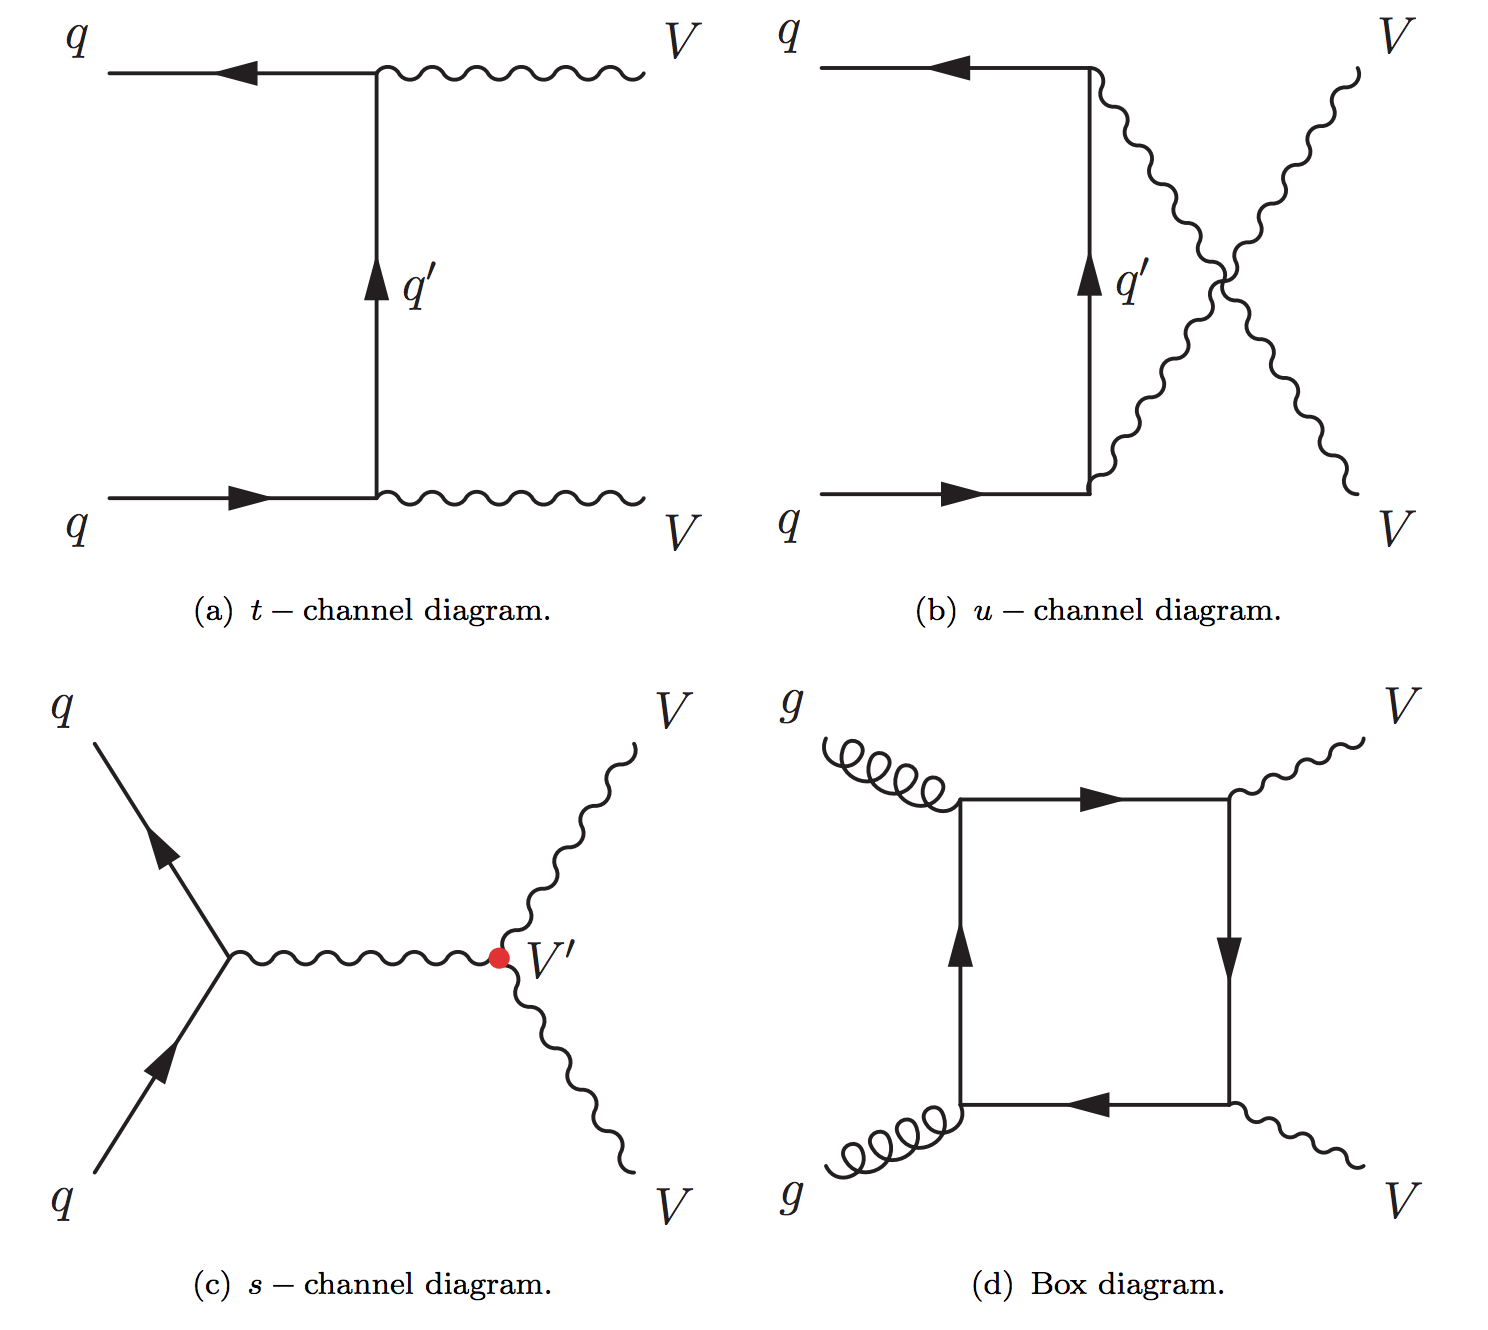 q V
q V
q′
q′
q V
q V
(a) t − channel diagram.
(b) u − channel diagram.
q V
g V
V′
q V
g V
(c) s − channel diagram.
(d) Box diagram.